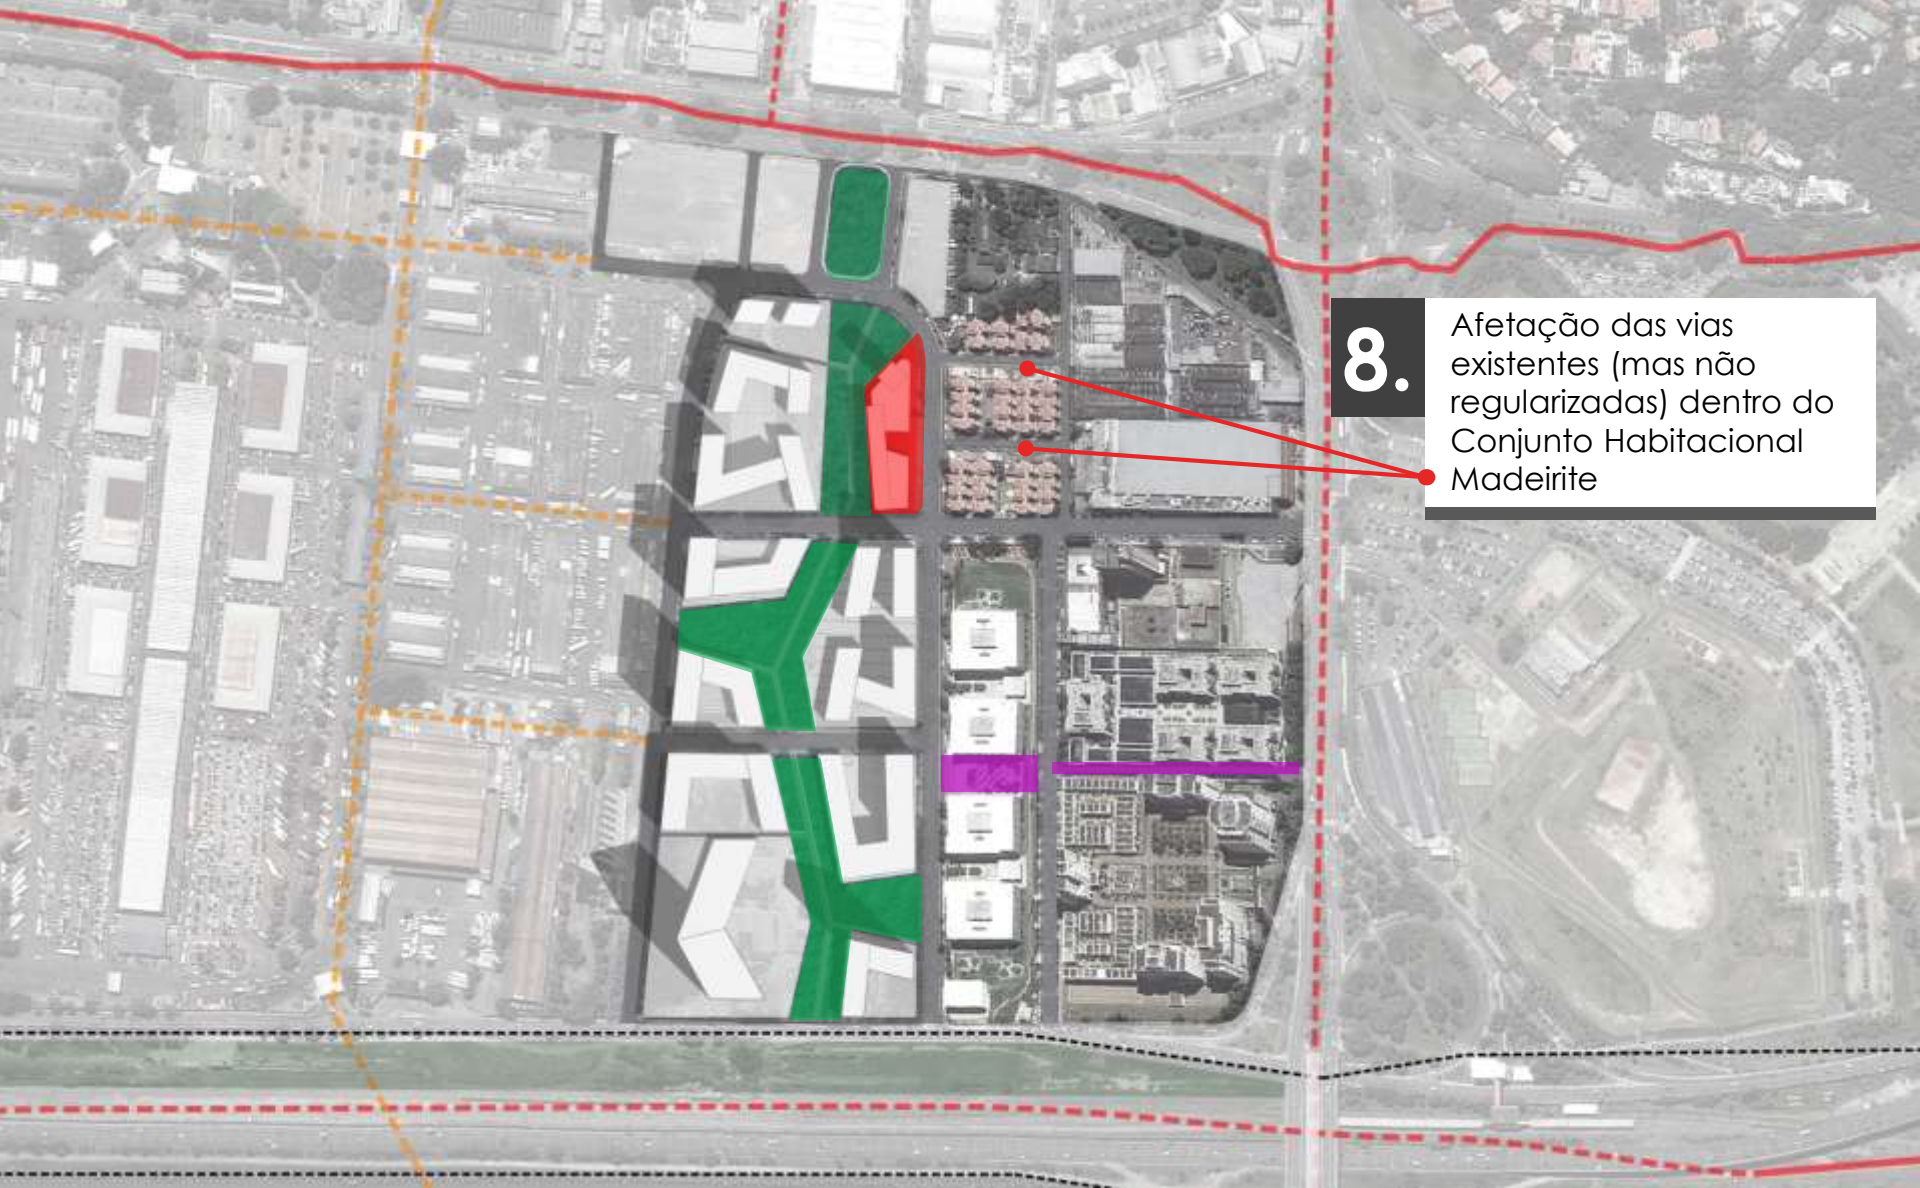 8.
Afetação das vias
existentes (mas não
regularizadas) dentro do
Conjunto Habitacional
Madeirite